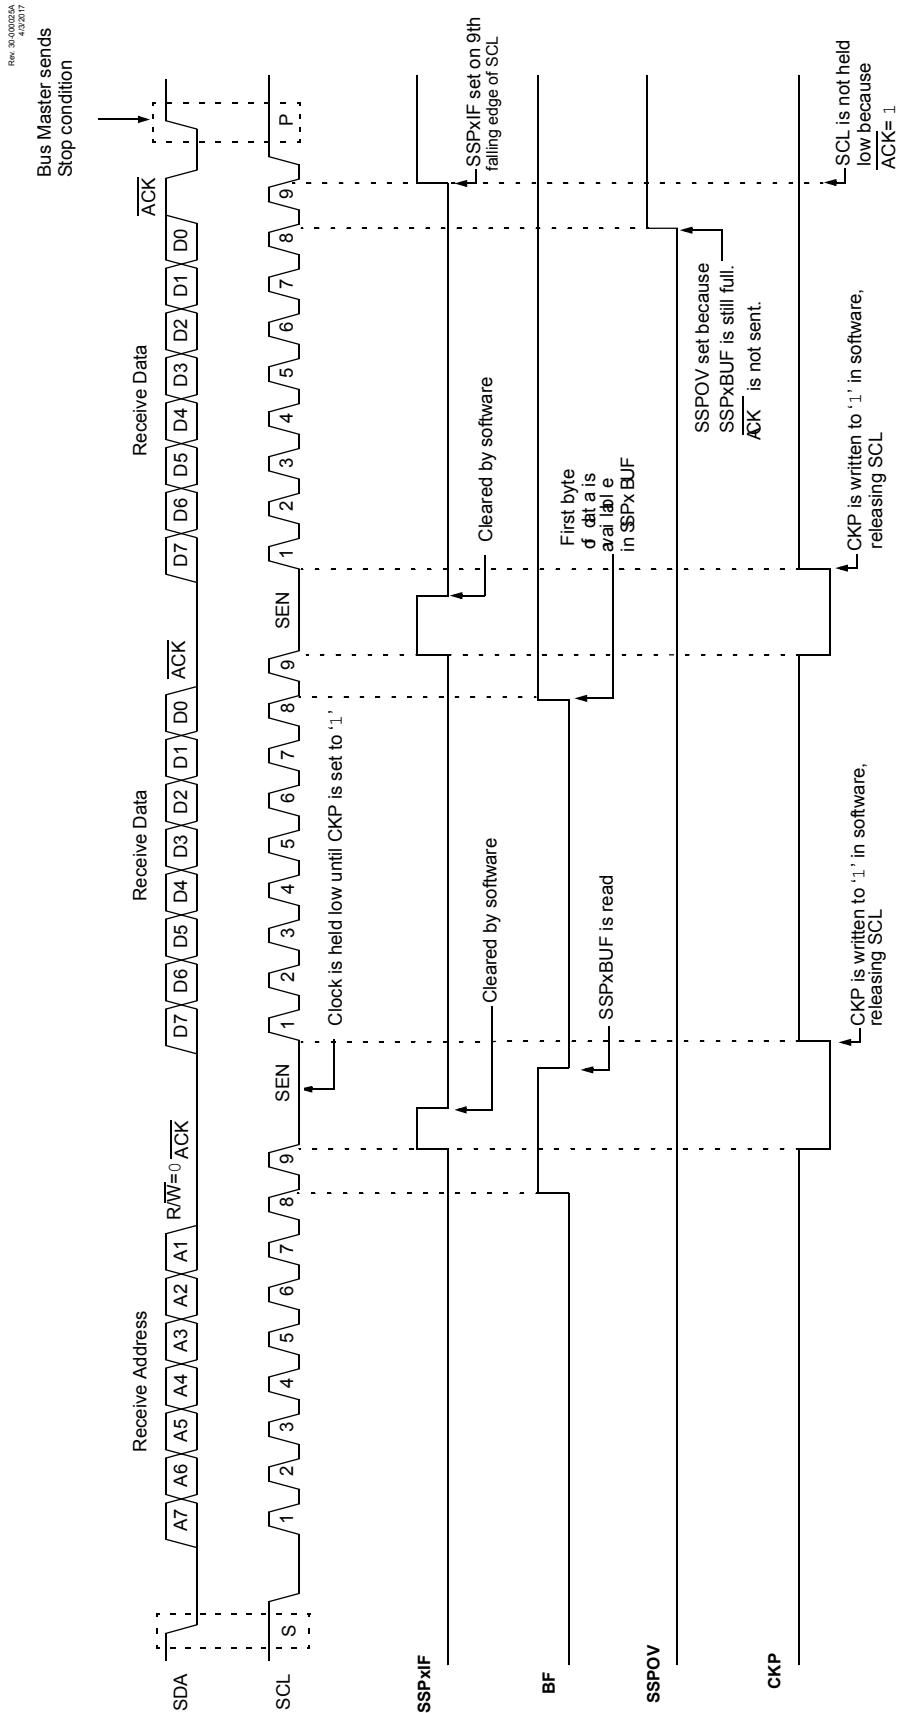 Rev. 30-000025A
4/3/2017
Bus Master sends
Stop condition
Receive Address
Receive Data
Receive Data
R/W=0 ACK
ACK
ACK
SDA
A7 A6 A5 A4 A3 A2 A1
D7 D6 D5 D4 D3 D2 D1 D0
D7 D6 D5 D4 D3 D2 D1 D0
SCL
S 1 2 3 4 5 6 7 8 9 SEN 1 2 3 4 5 6 7 8 9 SEN 1 2 3 4 5 6 7 8 9 P
Clock is held low until CKP is set to ‘1’
SSPxIF
Cleared by software
Cleared by software
SSPxIF set on 9th
falling edge of SCL
BF
SSPxBUF is read
First byte
of data is
available
in SSPxBUF
SSPOV
SSPOV set because
SSPxBUF is still full.
ACK is not sent.
CKP
CKP is written to ‘1’ in software,
releasing SCL
CKP is written to ‘1’ in software,
releasing SCL
SCL is not held
low because
ACK= 1